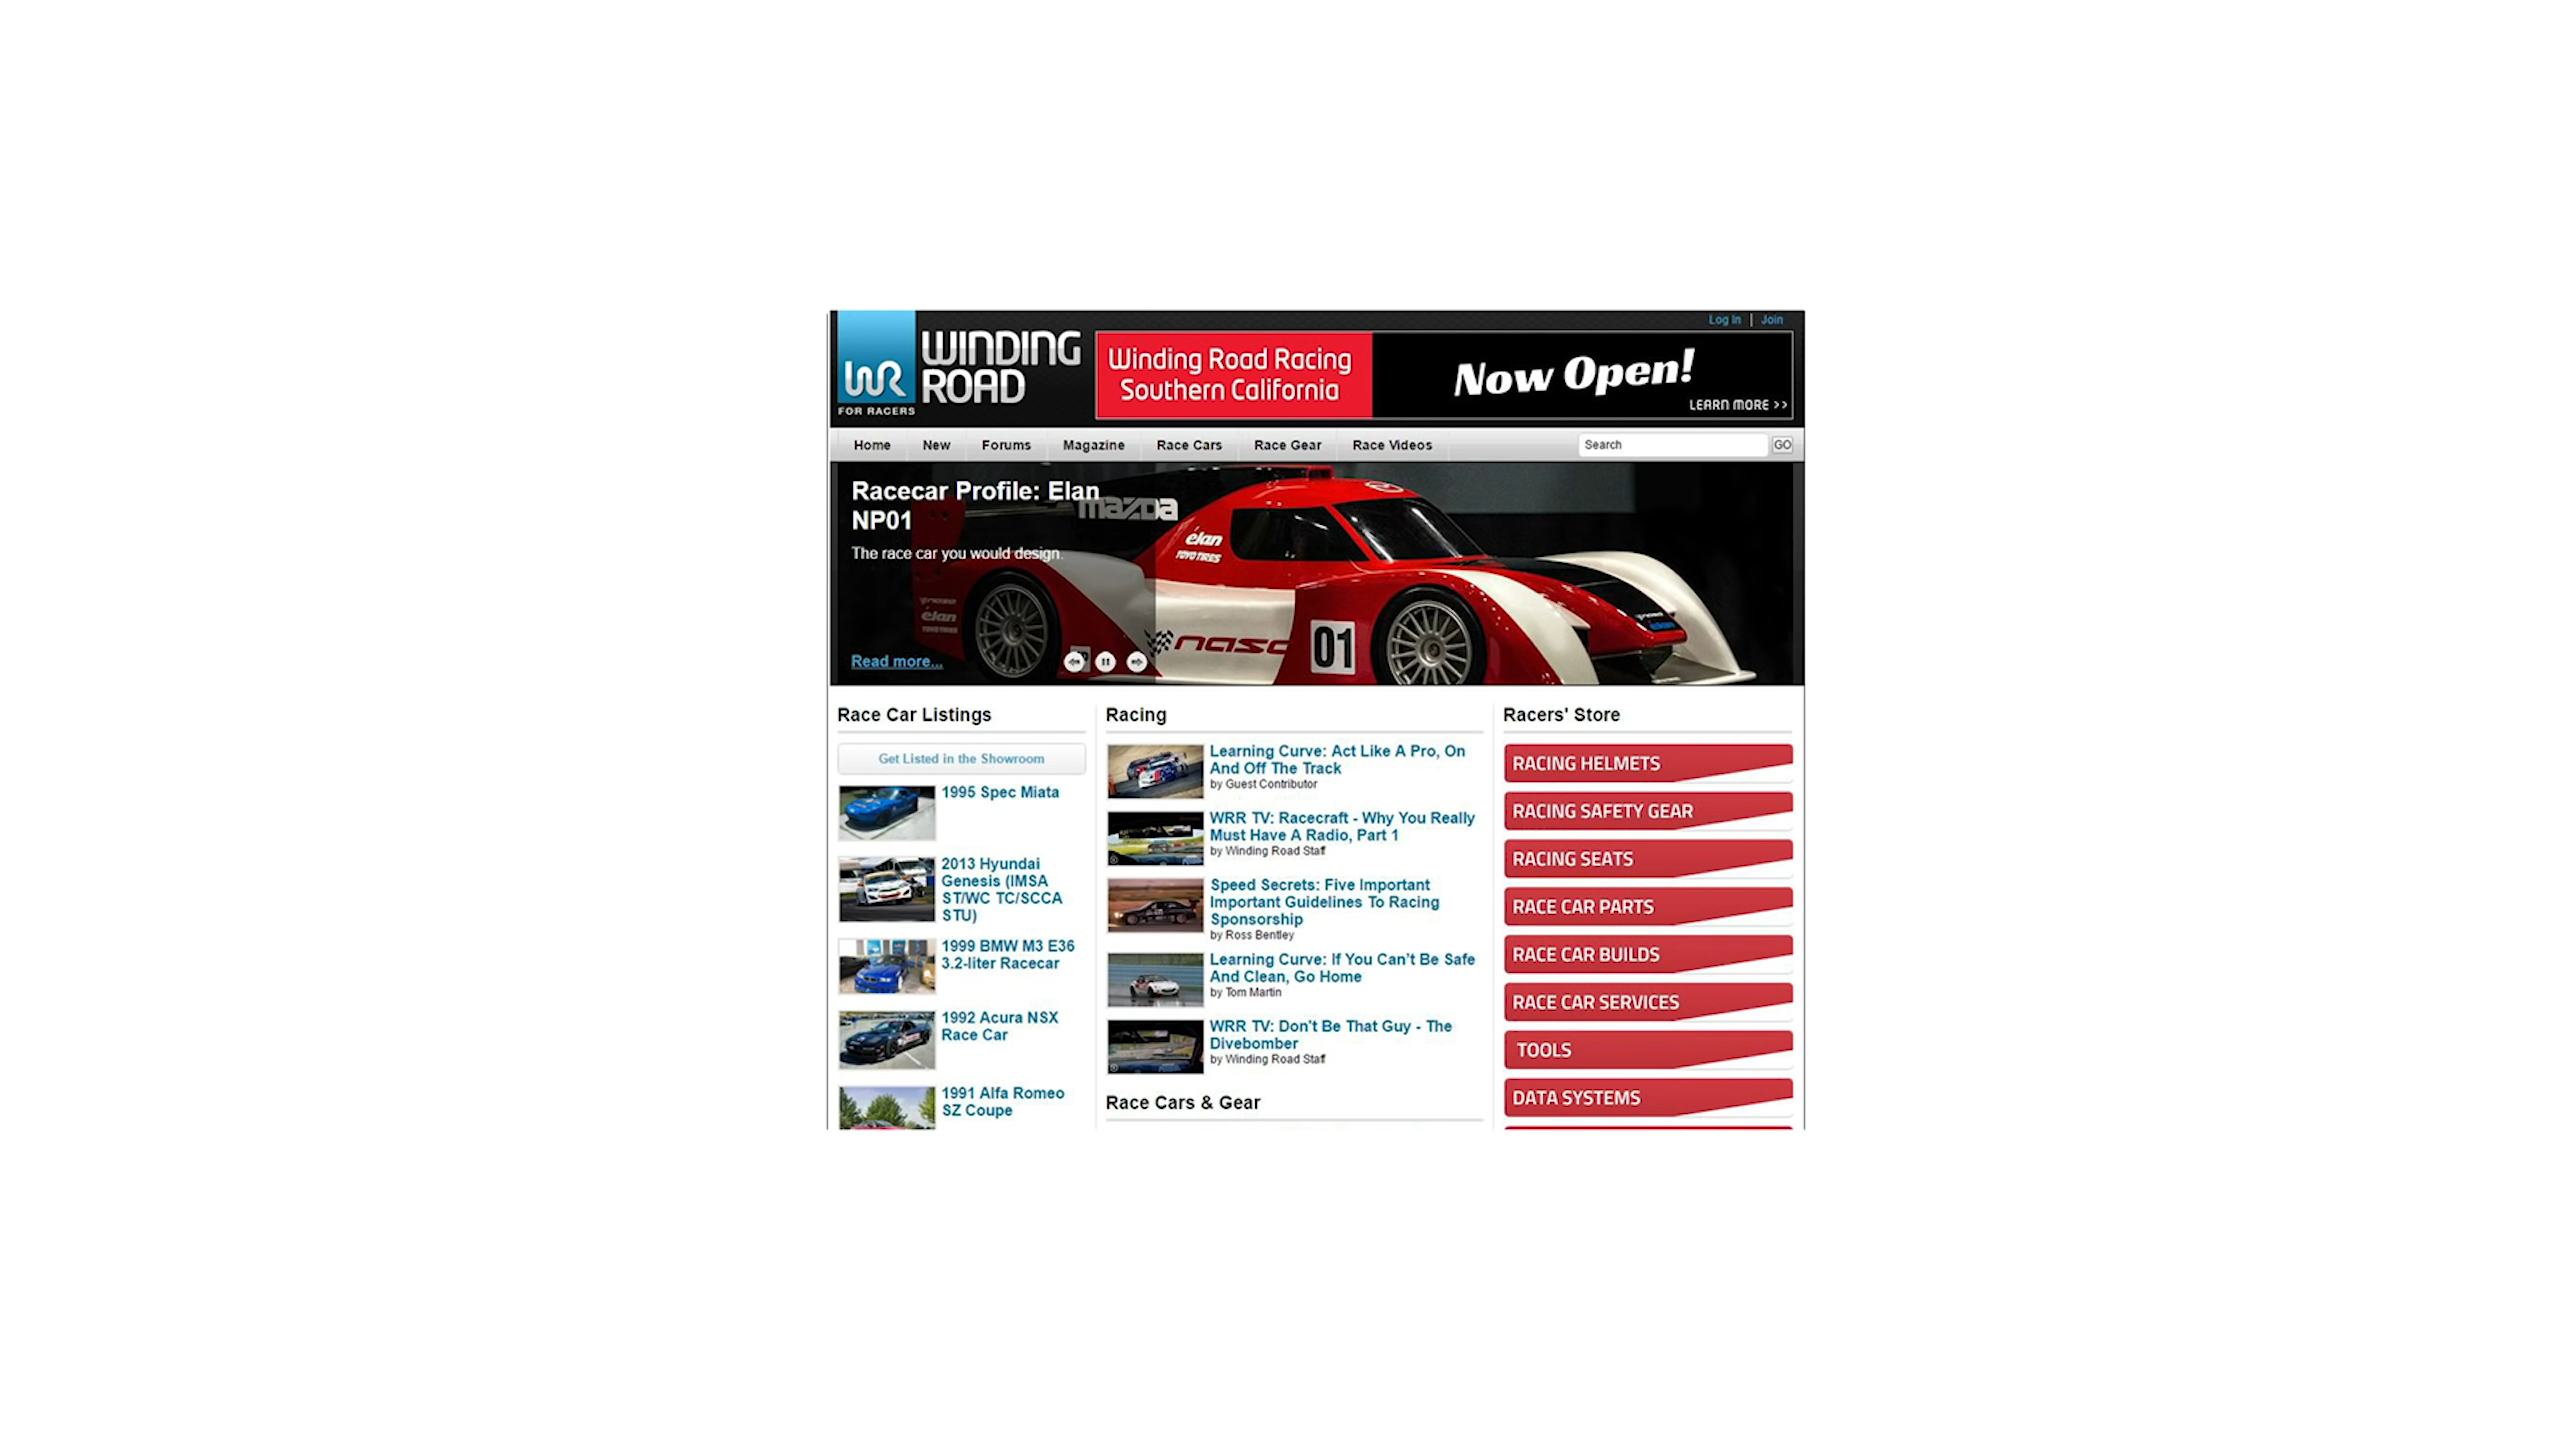 Log In | Join
WR
FOR RACERS
WINDING
ROAD
Winding Road Racing
Southern California
Now Open!
LEARN MORE >>
Home New Forums Magazine Race Cars Race Gear Race Videos Search GO
Racecar Profile: Elan
NP01
The race car you would design.
Read more...
mazda
élan
TOYO TIRES
élan
TOYO TIRES
nasa
01
Race Car Listings
Get Listed in the Showroom
1995 Spec Miata
2013 Hyundai
Genesis (IMSA
ST/WC TC/SCCA
STU)
1999 BMW M3 E36
3.2-liter Racecar
1992 Acura NSX
Race Car
1991 Alfa Romeo
SZ Coupe
Racing
Learning Curve: Act Like A Pro, On
And Off The Track
by Guest Contributor
WRR TV: Racecraft - Why You Really
Must Have A Radio, Part 1
by Winding Road Staff
Speed Secrets: Five Important
Important Guidelines To Racing
Sponsorship
by Ross Bentley
Learning Curve: If You Can't Be Safe
And Clean, Go Home
by Tom Martin
WRR TV: Don't Be That Guy - The
Divebomber
by Winding Road Staff
Race Cars & Gear
Racers' Store
RACING HELMETS
RACING SAFETY GEAR
RACING SEATS
RACE CAR PARTS
RACE CAR BUILDS
RACE CAR SERVICES
TOOLS
DATA SYSTEMS